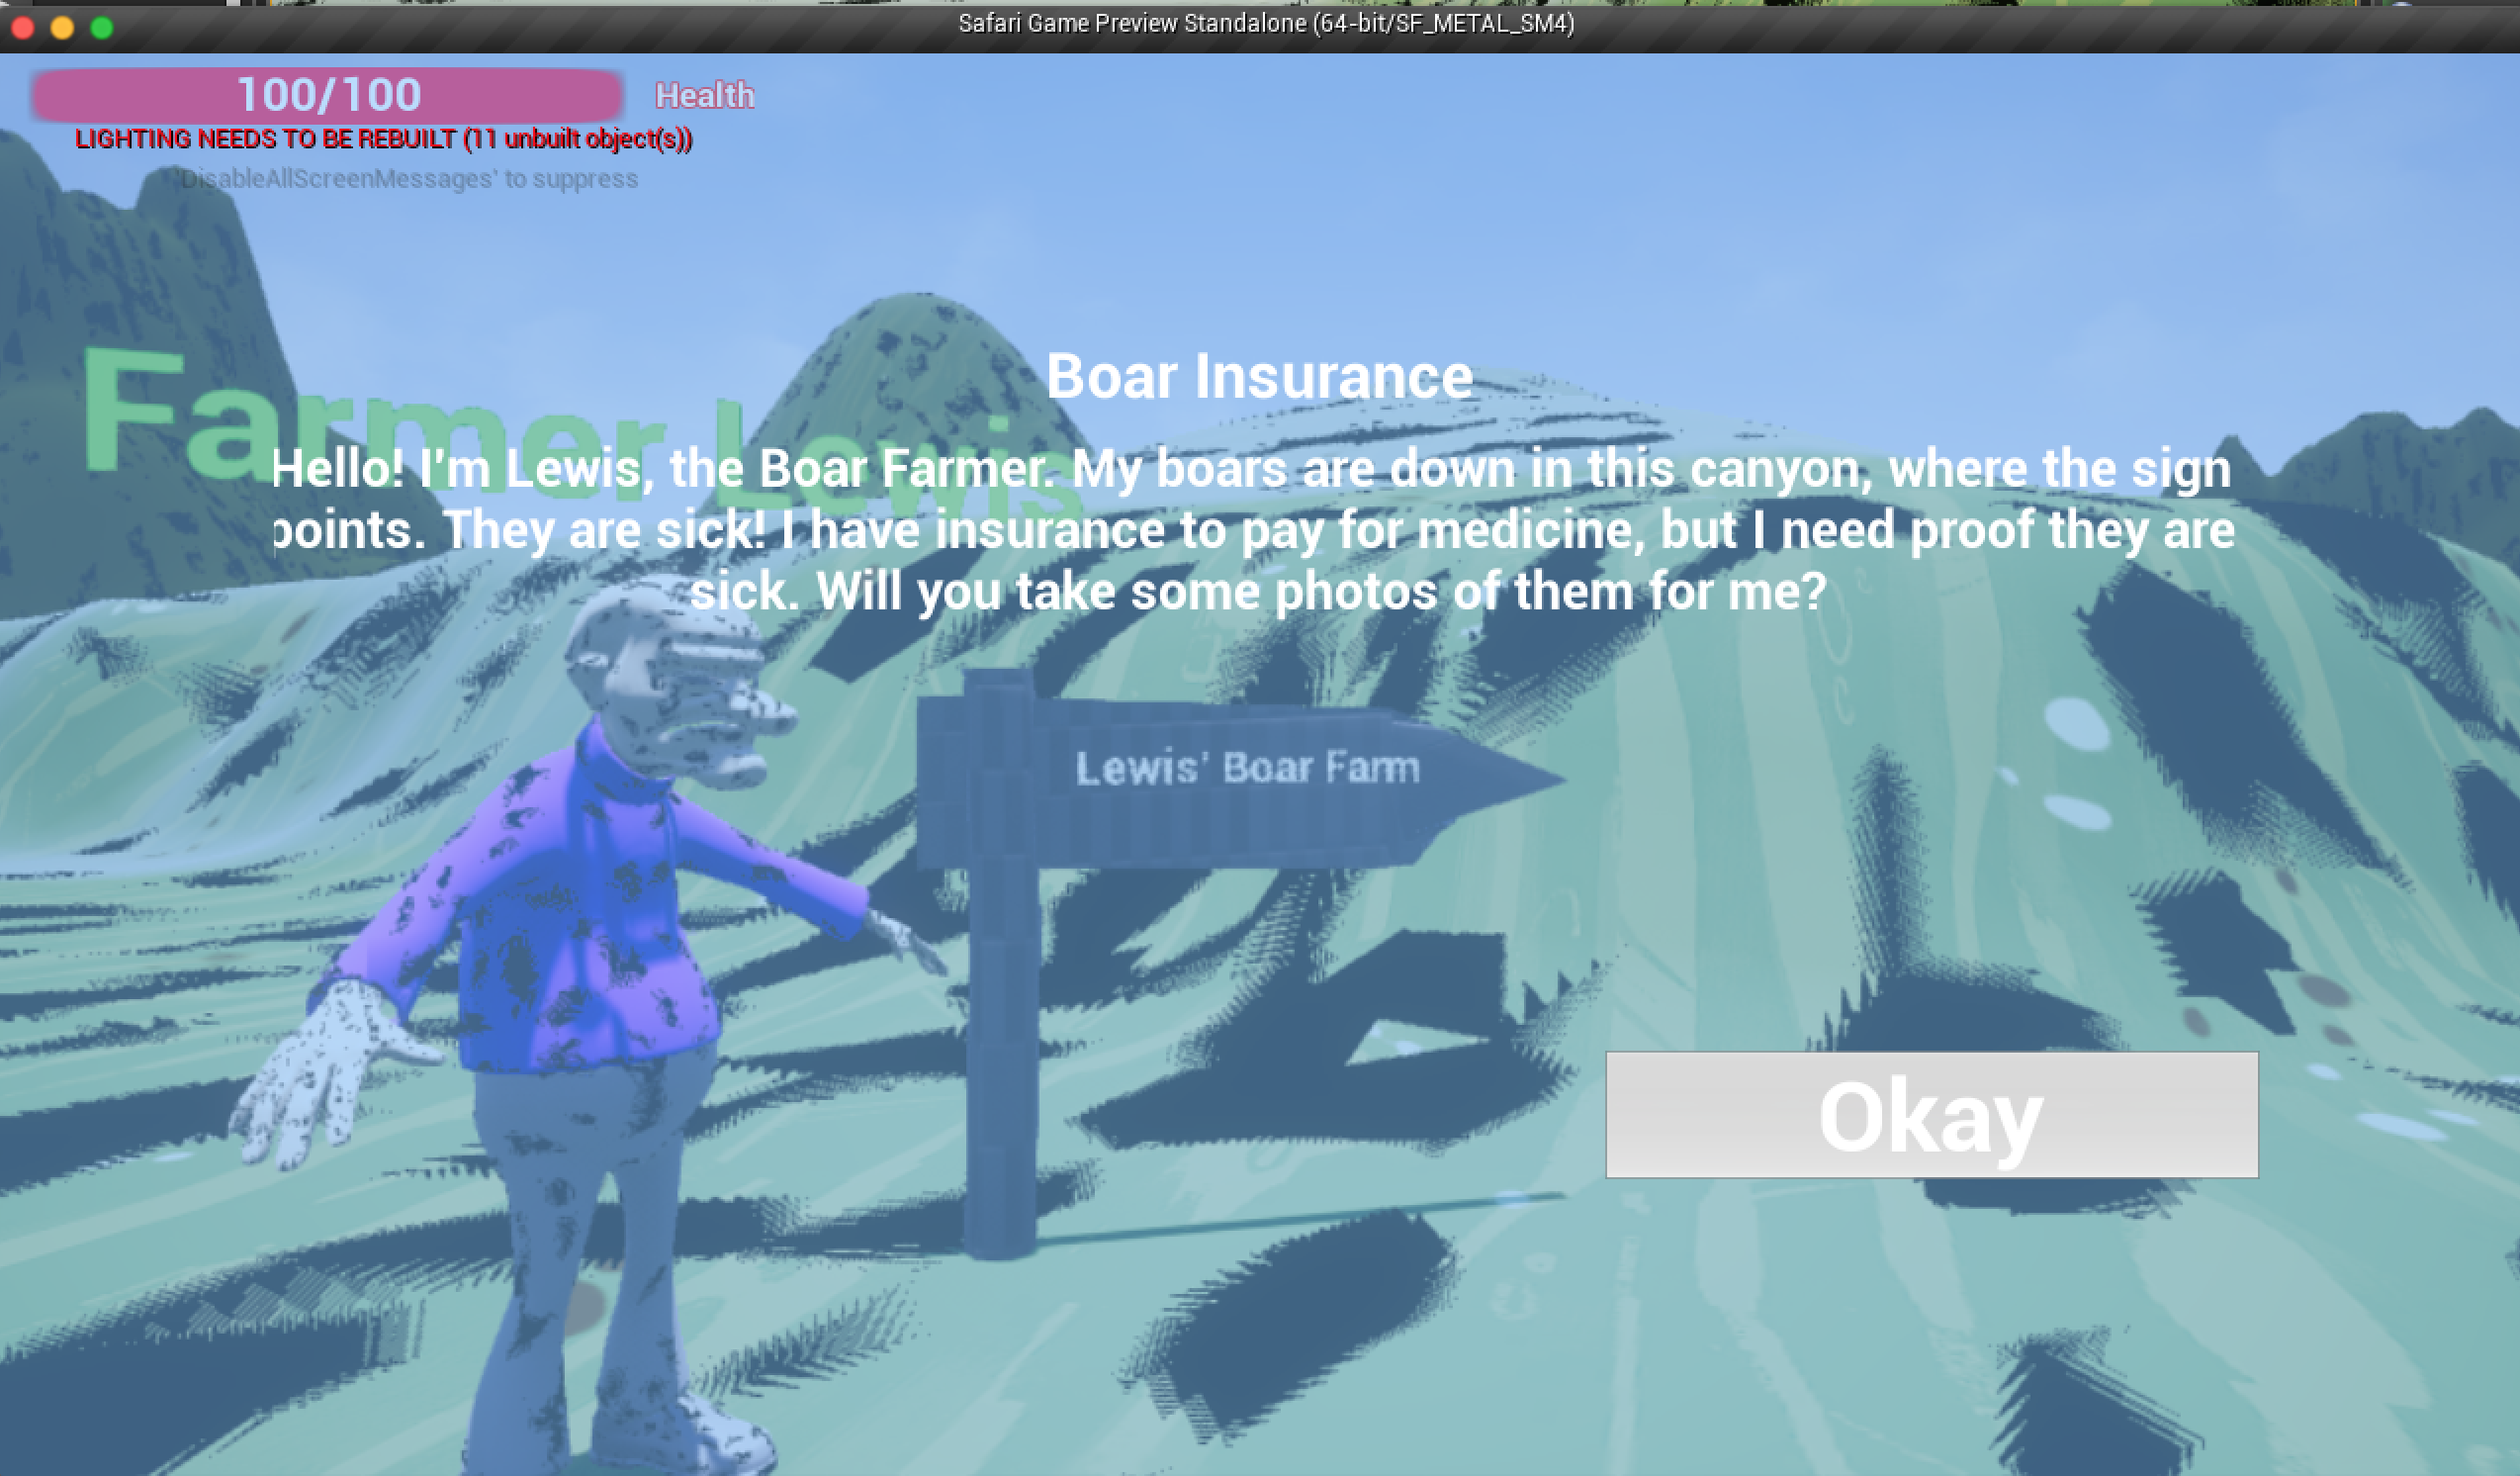 Safari Game Preview Standalone (64-bit/SF_METAL_SM4)
100/100 Health
LIGHTING NEEDS TO BE REBUILT (11 unbuilt object(s))
'DisableAllScreenMessages' to suppress
Boar Insurance
Farmer Lewis
Hello! I'm Lewis, the Boar Farmer. My boars are down in this canyon, where the sign
points. They are sick! I have insurance to pay for medicine, but I need proof they are
sick. Will you take some photos of them for me?
Lewis' Boar Farm
Okay